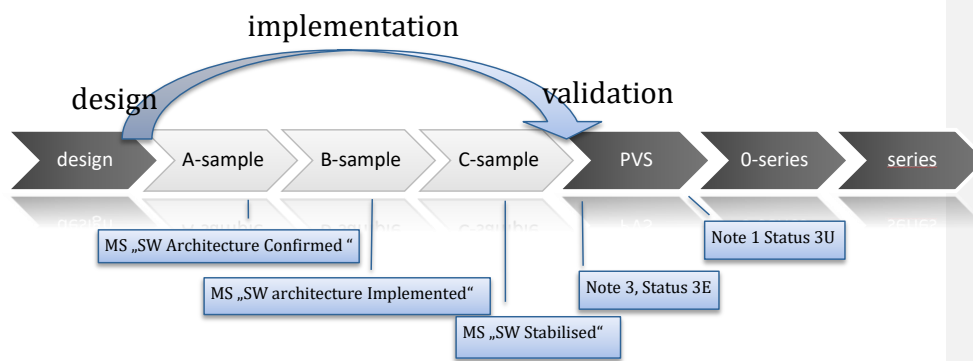 implementation
design
validation
design
A-sample
B-sample
C-sample
PVS
0-series
series
MS „SW Architecture Confirmed “
Note 1 Status 3U
MS „SW architecture Implemented“
Note 3, Status 3E
MS „SW Stabilised“